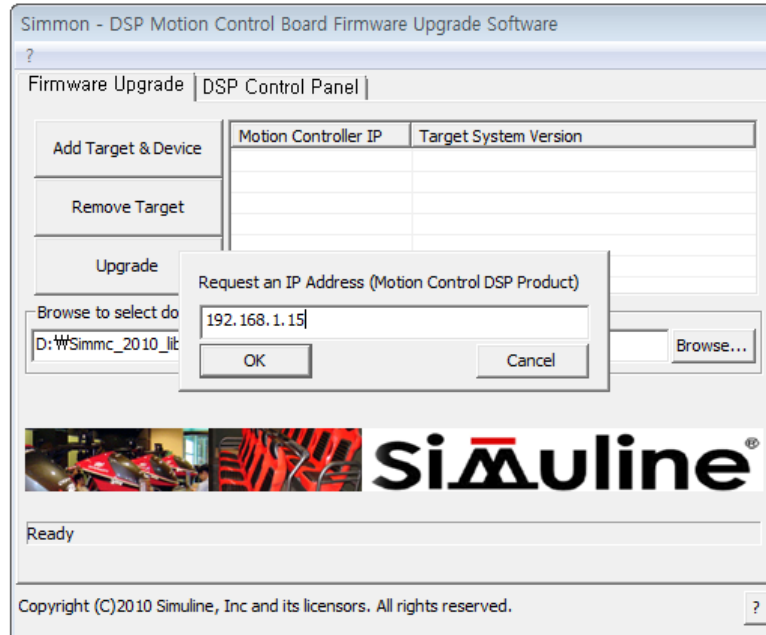 Simmon - DSP Motion Control Board Firmware Upgrade Software
?
Firmware Upgrade DSP Control Panel
Add Target & Device
Motion Controller IP Target System Version
Remove Target
Upgrade
Request an IP Address (Motion Control DSP Product)
Browse to select do
192.168.1.15
D:₩Simmc_2010_lib
Browse...
OK Cancel
Simuline®
Ready
Copyright (C)2010 Simuline, Inc and its licensors. All rights reserved.
?